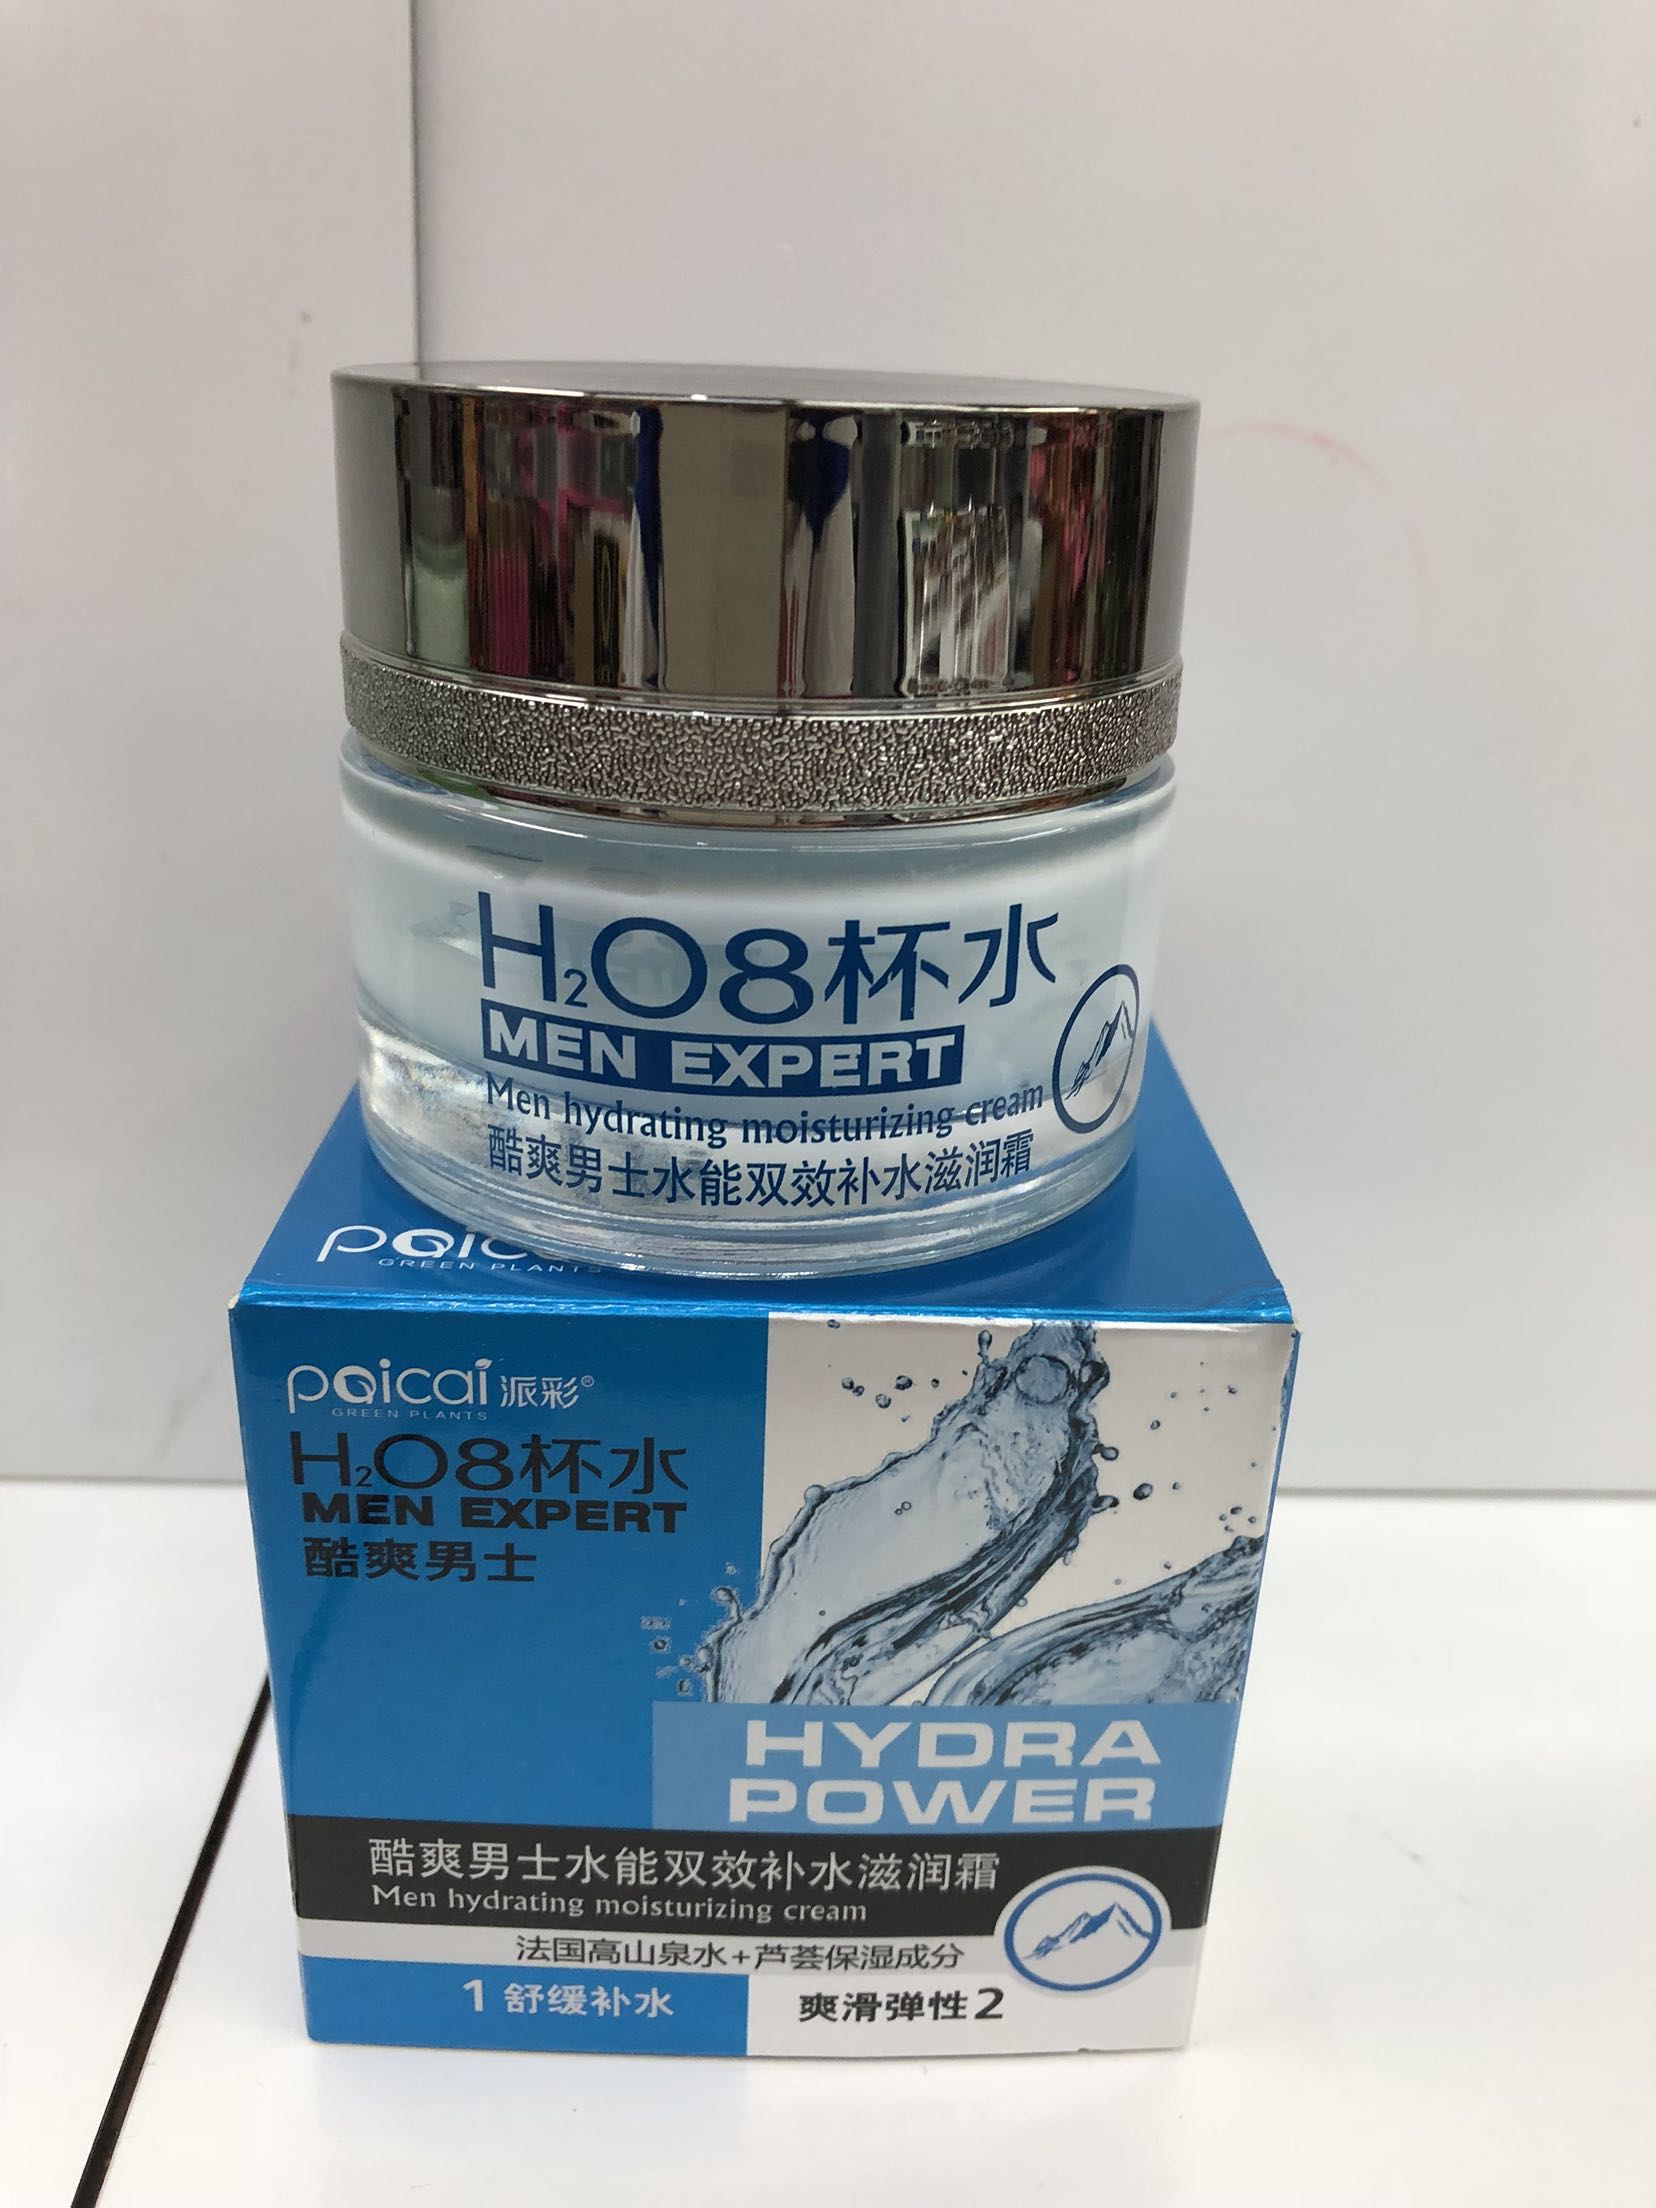 H₂O8杯水
MEN EXPERT
Men hydrating moisturizing cream
酷爽男士水能双效补水滋润霜
paic
GREEN PLANTS
paicai派彩®
GREEN PLANTS
H₂O8杯水
MEN EXPERT
酷爽男士
HYDRA
POWER
酷爽男士水能双效补水滋润霜
Men hydrating moisturizing cream
法国高山泉水+芦荟保湿成分
1舒缓补水 爽滑弹性2